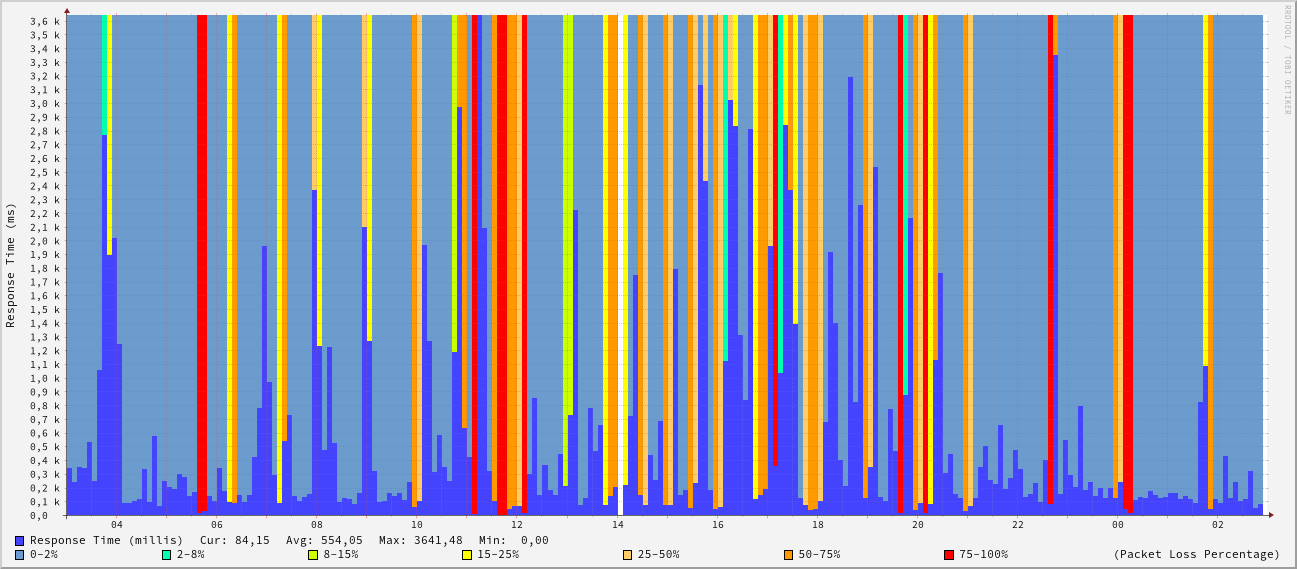 RRDTOOL / TOBI OETIKER
Response Time (ms)
3,6 k
3,5 k
3,4 k
3,3 k
3,2 k
3,1 k
3,0 k
2,9 k
2,8 k
2,7 k
2,6 k
2,5 k
2,4 k
2,3 k
2,2 k
2,1 k
2,0 k
1,9 k
1,8 k
1,7 k
1,6 k
1,5 k
1,4 k
1,3 k
1,2 k
1,1 k
1,0 k
0,9 k
0,8 k
0,7 k
0,6 k
0,5 k
0,4 k
0,3 k
0,2 k
0,1 k
0,0
04 06 08 10 12 14 16 18 20 22 00 02
Response Time (millis) Cur: 84,15 Avg: 554,05 Max: 3641,48 Min: 0,00
0-2% 2-8% 8-15% 15-25% 25-50% 50-75% 75-100% (Packet Loss Percentage)